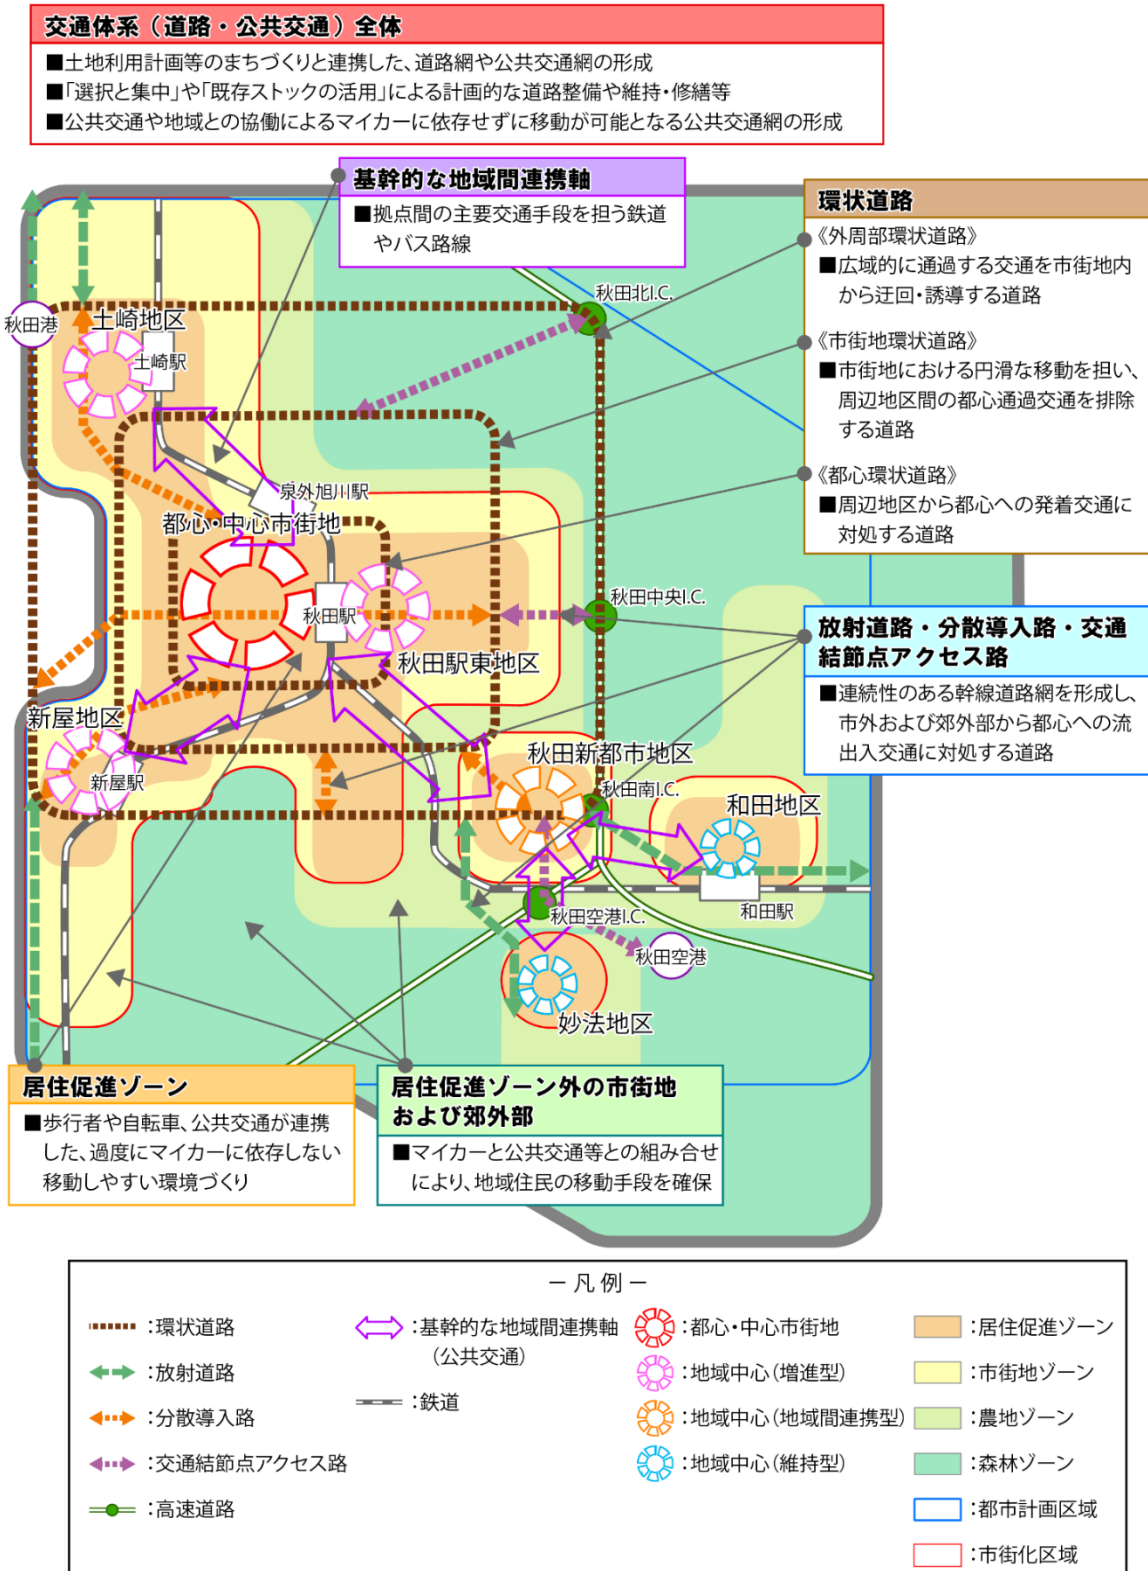 交通体系（道路・公共交通）全体
■土地利用計画等のまちづくりと連携した、道路網や公共交通網の形成
■「選択と集中」や「既存ストックの活用」による計画的な道路整備や維持・修繕等
■公共交通や地域との協働によるマイカーに依存せずに移動が可能となる公共交通網の形成
基幹的な地域間連携軸
■拠点間の主要交通手段を担う鉄道
やバス路線
環状道路
《外周部環状道路》
■広域的に通過する交通を市街地内
から迂回・誘導する道路
《市街地環状道路》
■市街地における円滑な移動を担い、
周辺地区間の都心通過交通を排除
する道路
《都心環状道路》
■周辺地区から都心への発着交通に
対処する道路
秋田北I.C.
秋田港
土崎地区
土崎駅
泉外旭川駅
都心・中心市街地
秋田駅
秋田中央I.C.
秋田駅東地区
放射道路・分散導入路・交通
結節点アクセス路
■連続性のある幹線道路網を形成し、
市外および郊外部から都心への流
出入交通に対処する道路
新屋地区
新屋駅
秋田新都市地区
秋田南I.C.
和田地区
和田駅
秋田空港I.C.
秋田空港
妙法地区
居住促進ゾーン
■歩行者や自転車、公共交通が連携
した、過度にマイカーに依存しない
移動しやすい環境づくり
居住促進ゾーン外の市街地
および郊外部
■マイカーと公共交通等との組み合せ
により、地域住民の移動手段を確保
－凡例－
：環状道路
：放射道路
：分散導入路
：交通結節点アクセス路
：高速道路
：基幹的な地域間連携軸
（公共交通）
：鉄道
：都心・中心市街地
：地域中心（増進型）
：地域中心（地域間連携型）
：地域中心（維持型）
：居住促進ゾーン
：市街地ゾーン
：農地ゾーン
：森林ゾーン
：都市計画区域
：市街化区域